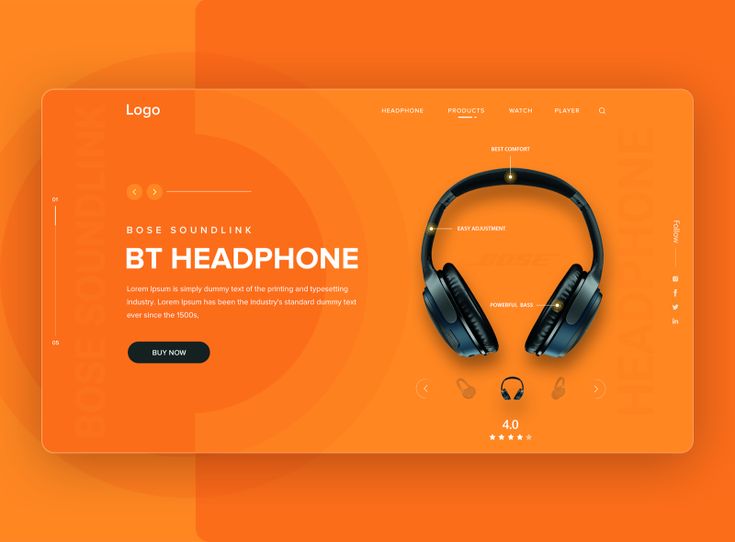 Logo
HEADPHONE
PRODUCTS
WATCH
PLAYER
BOSE SOUNDLINK
HEADPHONE
01
05
BOSE SOUNDLINK
BT HEADPHONE
Lorem Ipsum is simply dummy text of the printing and typesetting
industry. Lorem Ipsum has been the industry's standard dummy text
ever since the 1500s,
BUY NOW
BEST COMFORT
EASY ADJUSTMENT
BOSE
POWERFUL BASS
4.0
Follow